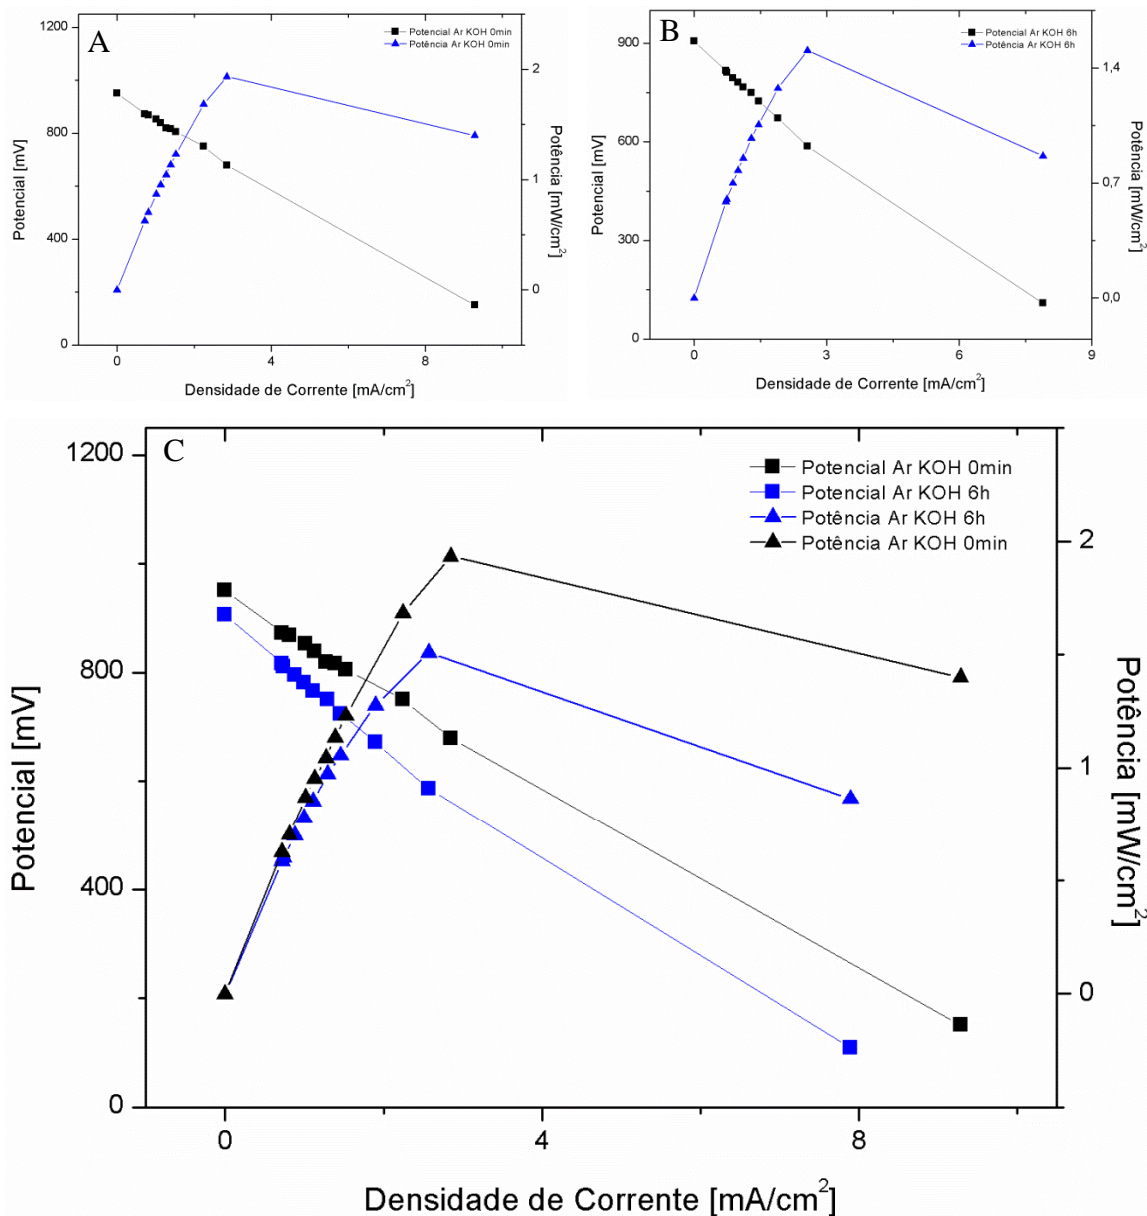 A
Potencial Ar KOH 0min
Potência Ar KOH 0min
1200
800
400
0
Potencial [mV]
2
1
0
Potência [mW/cm²]
0
4
8
Densidade de Corrente [mA/cm²]
B
Potencial Ar KOH 6h
Potência Ar KOH 6h
900
600
300
0
Potencial [mV]
1,4
0,7
0,0
Potência [mW/cm²]
0
3
6
9
Densidade de Corrente [mA/cm²]
C
Potencial Ar KOH 0min
Potencial Ar KOH 6h
Potência Ar KOH 6h
Potência Ar KOH 0min
1200
800
400
0
Potencial [mV]
2
1
0
Potência [mW/cm²]
0
4
8
Densidade de Corrente [mA/cm²]